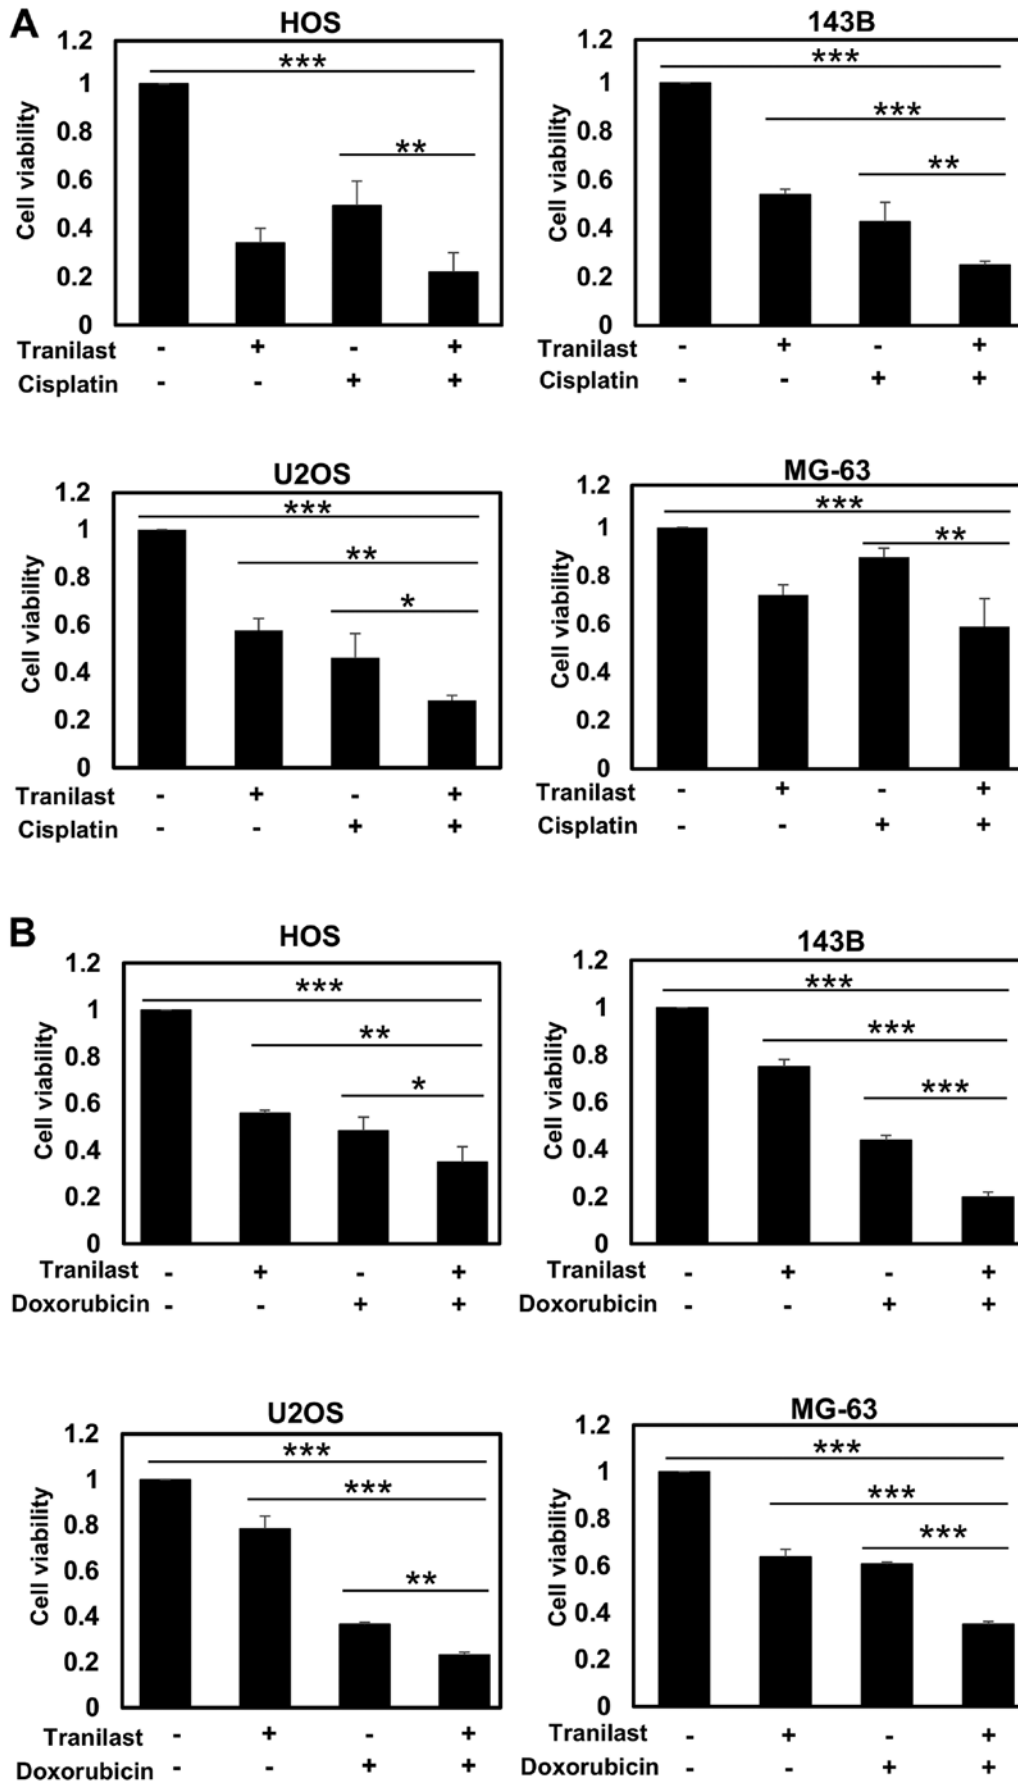 A
HOS
1.2
1
0.8
0.6
0.4
0.2
0
Cell viability
***
**
Tranilast - + - +
Cisplatin - - + +
143B
1.2
1
0.8
0.6
0.4
0.2
0
Cell viability
***
***
**
Tranilast - + - +
Cisplatin - - + +
U2OS
1.2
1
0.8
0.6
0.4
0.2
0
Cell viability
***
**
*
Tranilast - + - +
Cisplatin - - + +
MG-63
1.2
1
0.8
0.6
0.4
0.2
0
Cell viability
***
**
Tranilast - + - +
Cisplatin - - + +
B
HOS
1.2
1
0.8
0.6
0.4
0.2
0
Cell viability
***
**
*
Tranilast - + - +
Doxorubicin - - + +
143B
1.2
1
0.8
0.6
0.4
0.2
0
Cell viability
***
***
***
Tranilast - + - +
Doxorubicin - - + +
U2OS
1.2
1
0.8
0.6
0.4
0.2
0
Cell viability
***
***
**
Tranilast - + - +
Doxorubicin - - + +
MG-63
1.2
1
0.8
0.6
0.4
0.2
0
Cell viability
***
***
***
Tranilast - + - +
Doxorubicin - - + +